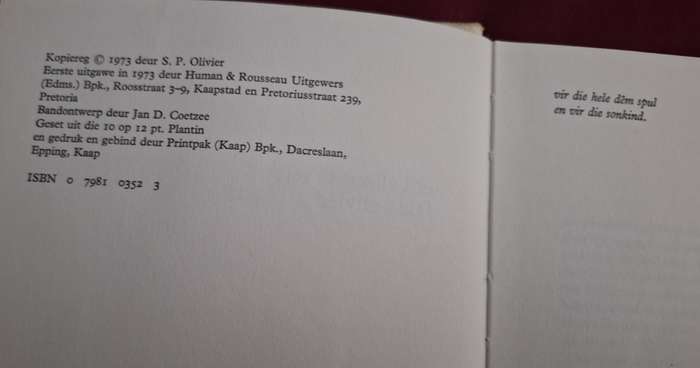 Kopiereg © 1973 deur S. P. Olivier
Eerste uitgawe in 1973 deur Human & Rousseau Uitgewers
(Edms.) Bpk., Roosstraat 3–9, Kaapstad en Pretoriusstraat 239,
Pretoria
Bandontwerp deur Jan D. Coetzee
Geset uit die 10 op 12 pt. Plantin
en gedruk en gebind deur Printpak (Kaap) Bpk., Dacreslaan,
Epping, Kaap
ISBN 0 7981 0352 3
vir die hele dêm spul
en vir die sonkind.